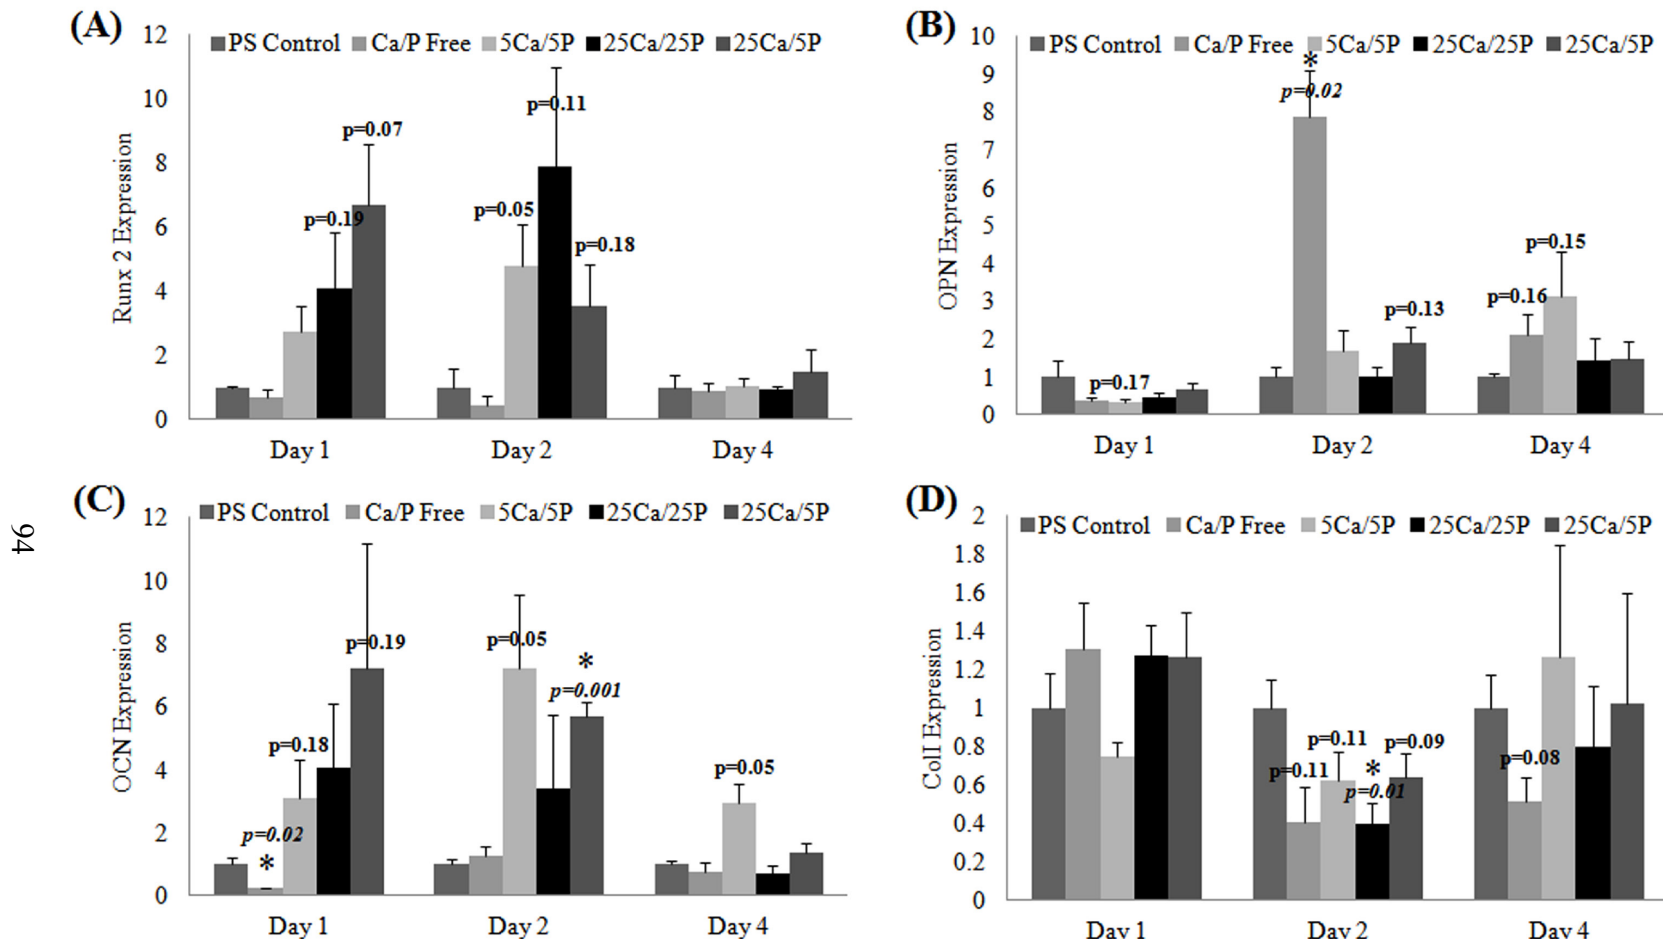 (A)
12
PS Control Ca/P Free 5Ca/5P 25Ca/25P 25Ca/5P
10
8
6
4
2
0
Runx 2 Expression
p=0.07
p=0.19
p=0.11
p=0.05
p=0.18
Day 1 Day 2 Day 4
(B)
10
PS Control Ca/P Free 5Ca/5P 25Ca/25P 25Ca/5P
9
8
7
6
5
4
3
2
1
0
OPN Expression
*
p=0.02
p=0.17
p=0.13
p=0.16
p=0.15
Day 1 Day 2 Day 4
(C)
12
PS Control Ca/P Free 5Ca/5P 25Ca/25P 25Ca/5P
10
8
6
4
2
0
OCN Expression
p=0.02
*
p=0.18
p=0.19
p=0.05
*
p=0.001
p=0.05
Day 1 Day 2 Day 4
(D)
2
PS Control Ca/P Free 5Ca/5P 25Ca/25P 25Ca/5P
1.8
1.6
1.4
1.2
1
0.8
0.6
0.4
0.2
0
ColI Expression
p=0.11
p=0.11
*
p=0.01
p=0.09
p=0.08
Day 1 Day 2 Day 4
94